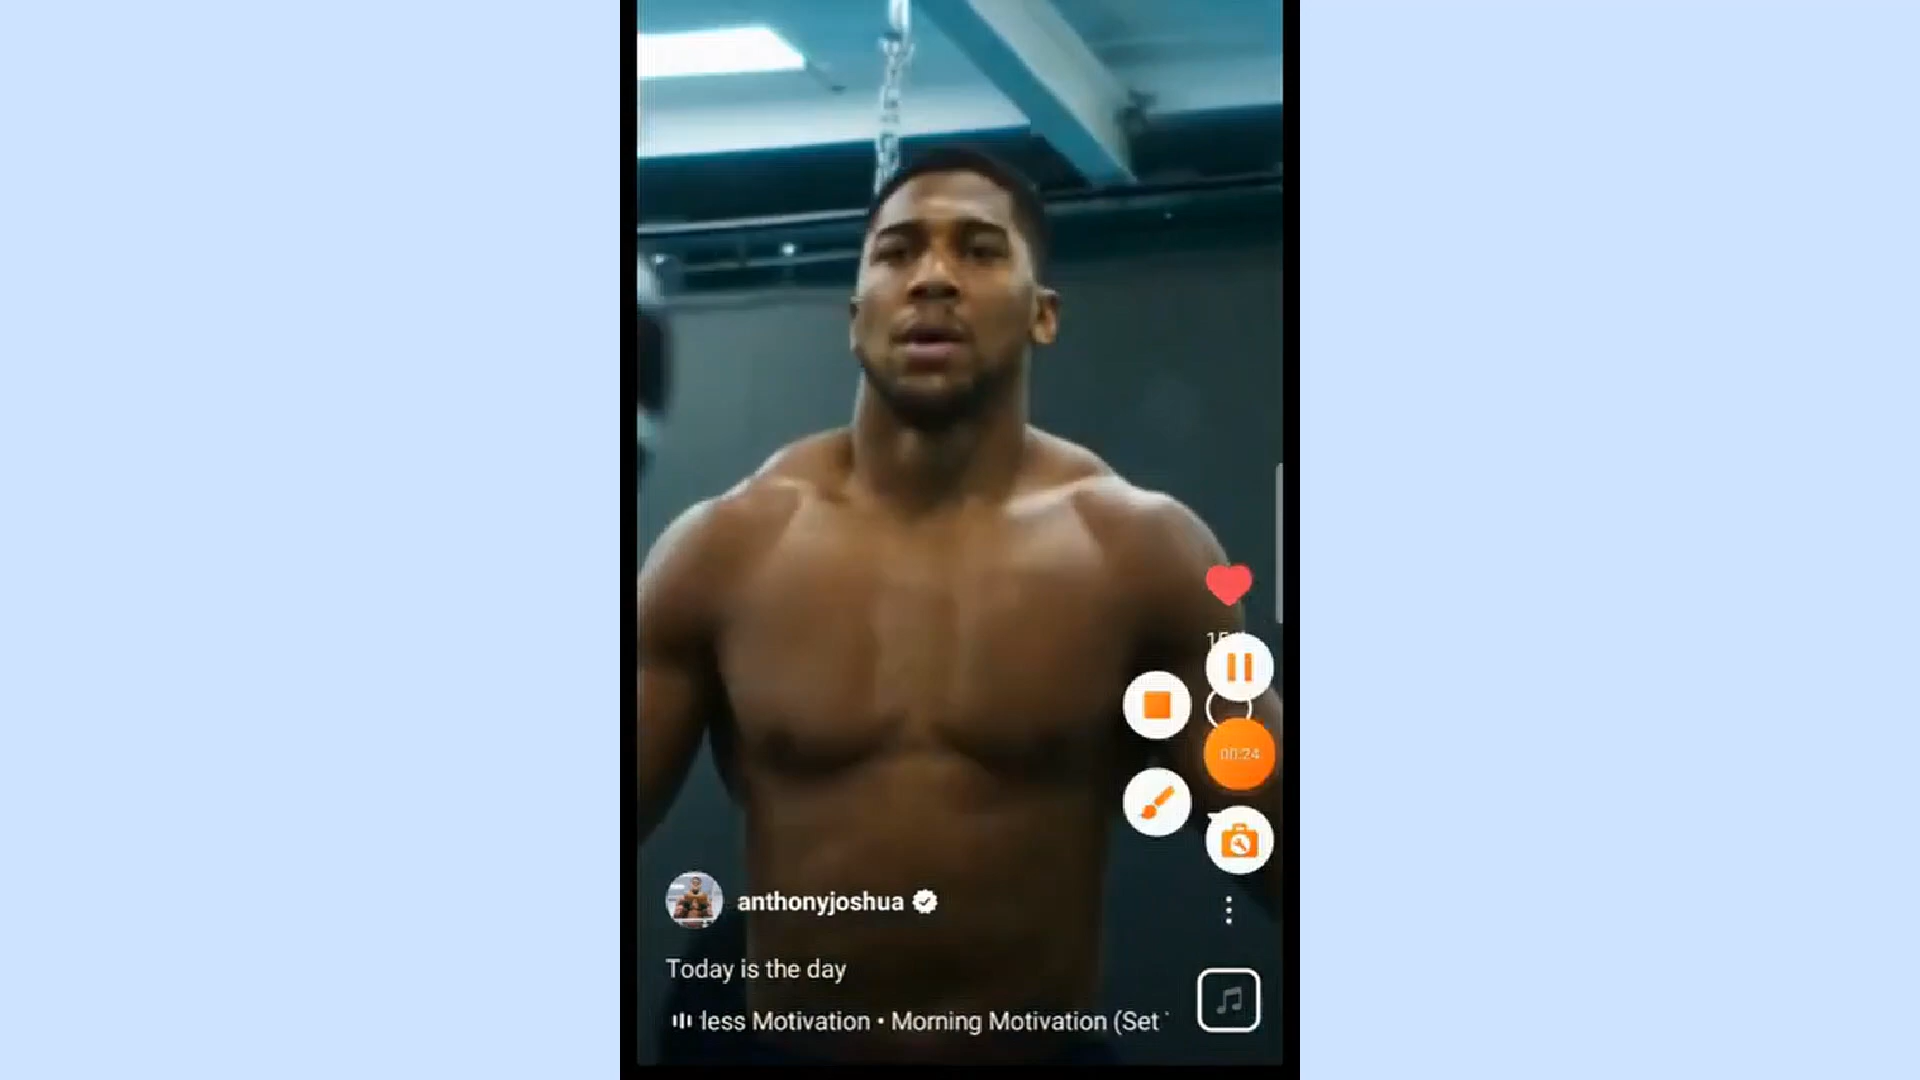 00:24
anthonyjoshua
Today is the day
less Motivation • Morning Motivation (Set